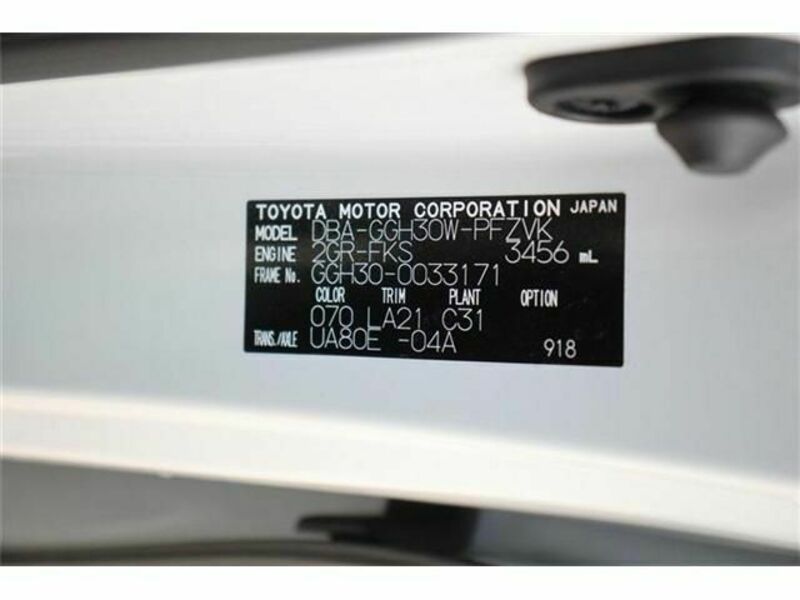 TOYOTA MOTOR CORPORATION JAPAN
MODEL DBA-GGH30W-PFZVK
ENGINE 2GR-FKS 3456 mL
FRAME No. GGH30-0033171
COLOR TRIM PLANT OPTION
070 LA21 C31
TRANS./AXLE UA80E -04A 918